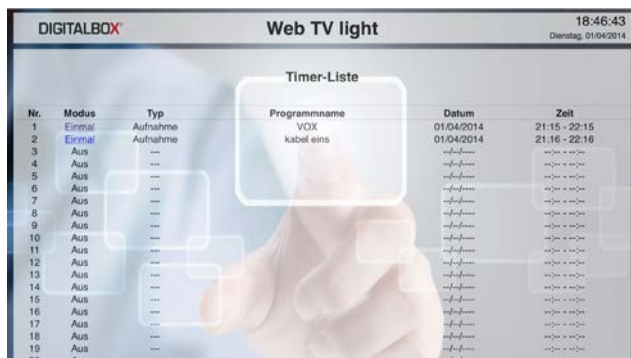 DIGITALBOX Web TV light 18:46:43
Dienstag, 01/04/2014
Timer-Liste
Nr. Modus Typ Programmname Datum Zeit
1 Einmal Aufnahme VOX 01/04/2014 21:15 - 22:15
2 Einmal Aufnahme kabel eins 01/04/2014 21:16 - 22:16
3 Aus --- --/--/---- --:-- - --:--
4 Aus --- --/--/---- --:-- - --:--
5 Aus --- --/--/---- --:-- - --:--
6 Aus --- --/--/---- --:-- - --:--
7 Aus --- --/--/---- --:-- - --:--
8 Aus --- --/--/---- --:-- - --:--
9 Aus --- --/--/---- --:-- - --:--
10 Aus --- --/--/---- --:-- - --:--
11 Aus --- --/--/---- --:-- - --:--
12 Aus --- --/--/---- --:-- - --:--
13 Aus --- --/--/---- --:-- - --:--
14 Aus --- --/--/---- --:-- - --:--
15 Aus --- --/--/---- --:-- - --:--
16 Aus --- --/--/---- --:-- - --:--
17 Aus --- --/--/---- --:-- - --:--
18 Aus --- --/--/---- --:-- - --:--
19 Aus --- --/--/---- --:-- - --:--